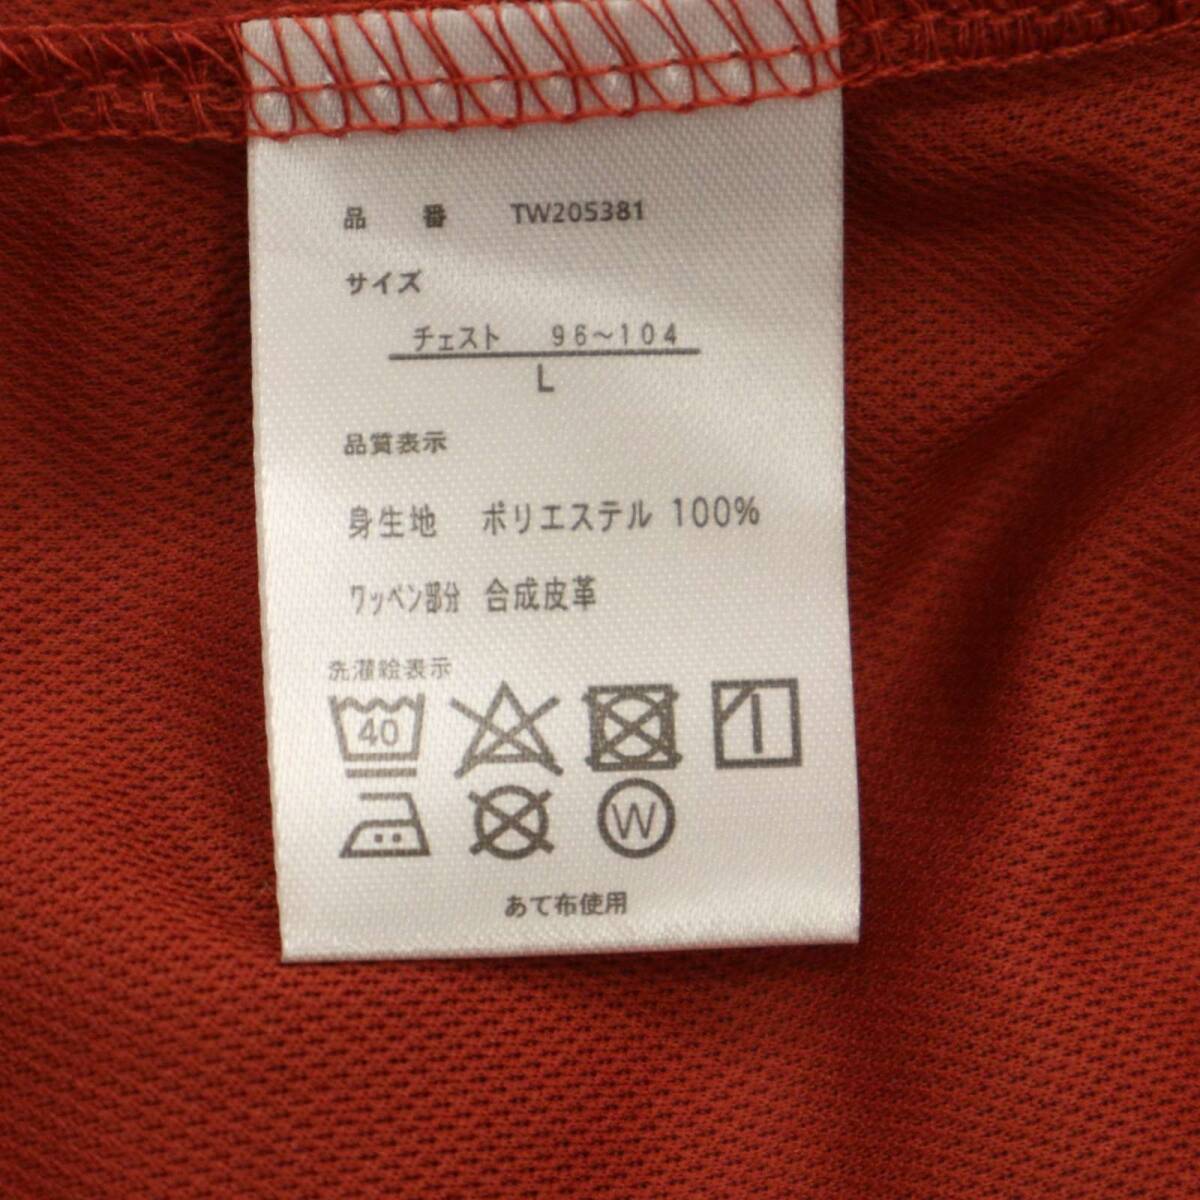 品 番 TW205381
サイズ
チェスト 96〜104
L
品質表示
身生地 ポリエステル 100%
ワッペン部分 合成皮革
洗濯絵表示
40
W
あて布使用